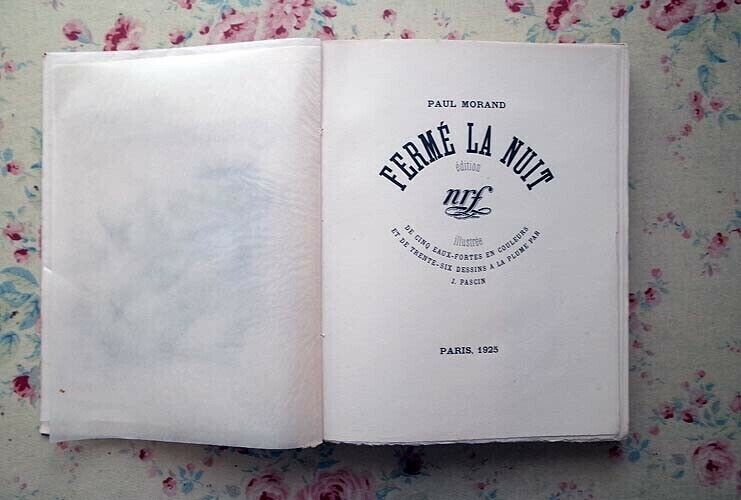 PAUL MORAND
FERMÉ LA NUIT
édition
nrf
illustrée
DE CINQ EAUX-FORTES EN COULEURS
ET DE TRENTE-SIX DESSINS A LA PLUME PAR
J. PASCIN
PARIS, 1925